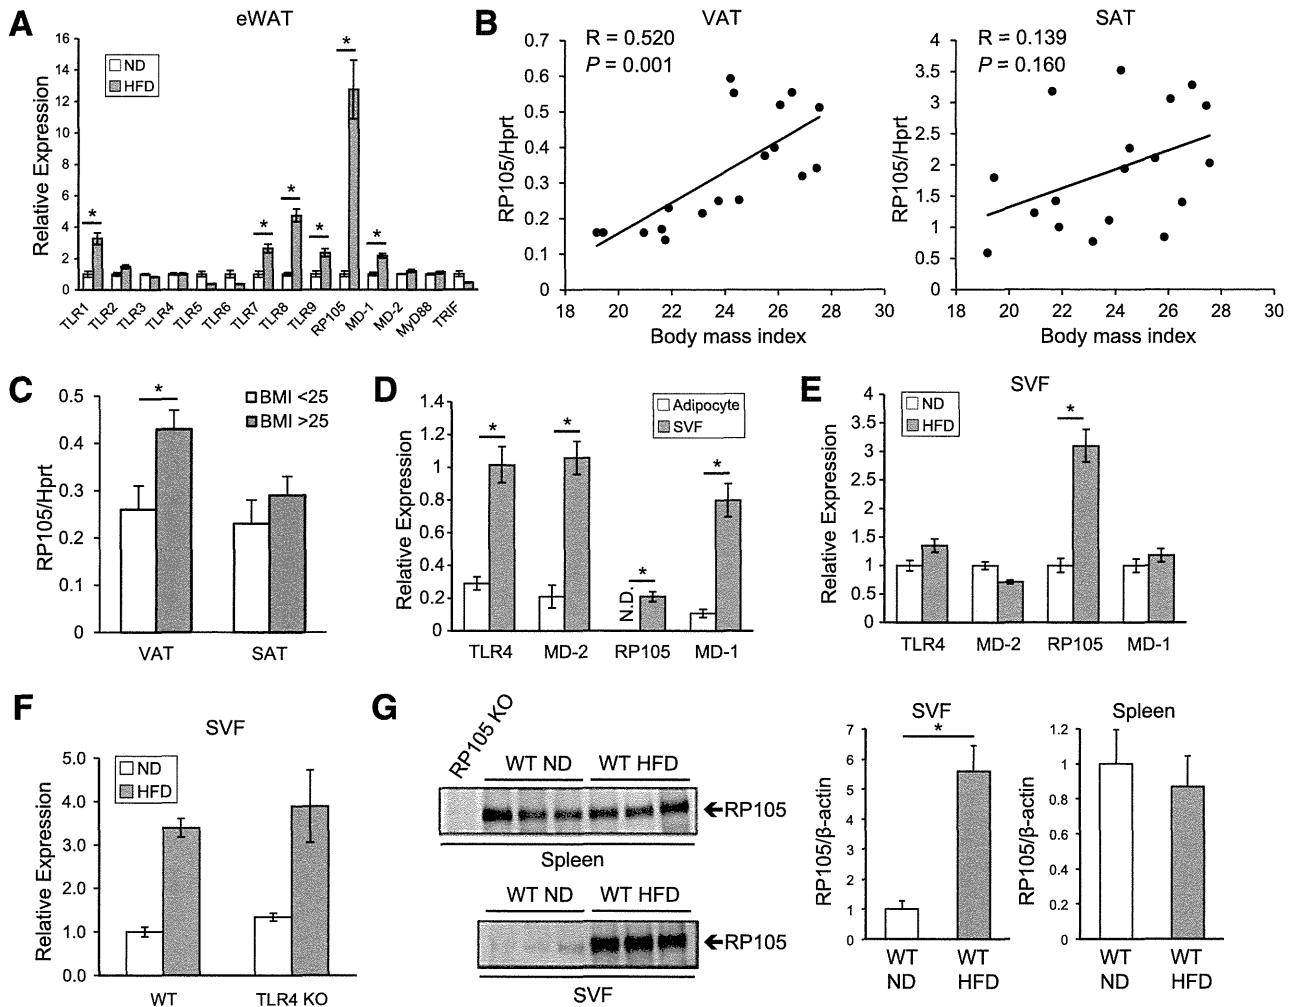 A
eWAT
Relative Expression
16
14
12
10
8
6
4
2
0
ND
HFD
*
*
*
*
*
*
TLR1
TLR2
TLR3
TLR4
TLR5
TLR6
TLR7
TLR8
TLR9
RP105
MD-1
MD-2
MyD88
TRIF
B
VAT
R = 0.520
P = 0.001
RP105/Hprt
0.7
0.6
0.5
0.4
0.3
0.2
0.1
0
18 20 22 24 26 28 30
Body mass index
SAT
R = 0.139
P = 0.160
RP105/Hprt
4
3.5
3
2.5
2
1.5
1
0.5
0
18 20 22 24 26 28 30
Body mass index
C
RP105/Hprt
0.5
0.4
0.3
0.2
0.1
0
*
BMI <25
BMI >25
VAT SAT
D
Relative Expression
1.4
1.2
1
0.8
0.6
0.4
0.2
0
Adipocyte
SVF
*
*
*
*
N.D.
TLR4 MD-2 RP105 MD-1
E
SVF
Relative Expression
4
3.5
3
2.5
2
1.5
1
0.5
0
ND
HFD
*
TLR4 MD-2 RP105 MD-1
F
SVF
Relative Expression
5.0
4.0
3.0
2.0
1.0
0.0
ND
HFD
WT TLR4 KO
G
RP105 KO
WT ND WT HFD
←RP105
Spleen
WT ND WT HFD
←RP105
SVF
SVF
RP105/β-actin
7
6
5
4
3
2
1
0
*
WT ND
WT HFD
Spleen
RP105/β-actin
1.2
1
0.8
0.6
0.4
0.2
0
WT ND
WT HFD